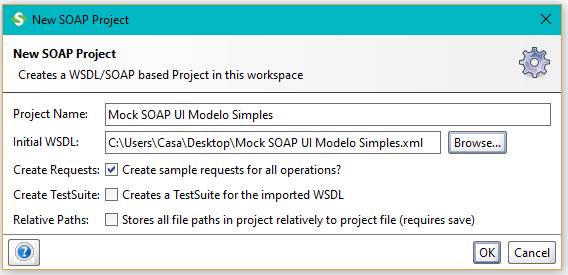 New SOAP Project
New SOAP Project
Creates a WSDL/SOAP based Project in this workspace
Project Name: Mock SOAP UI Modelo Simples
Initial WSDL: C:\Users\Casa\Desktop\Mock SOAP UI Modelo Simples.xml Browse...
Create Requests: Create sample requests for all operations?
Create TestSuite: Creates a TestSuite for the imported WSDL
Relative Paths: Stores all file paths in project relatively to project file (requires save)
? OK Cancel